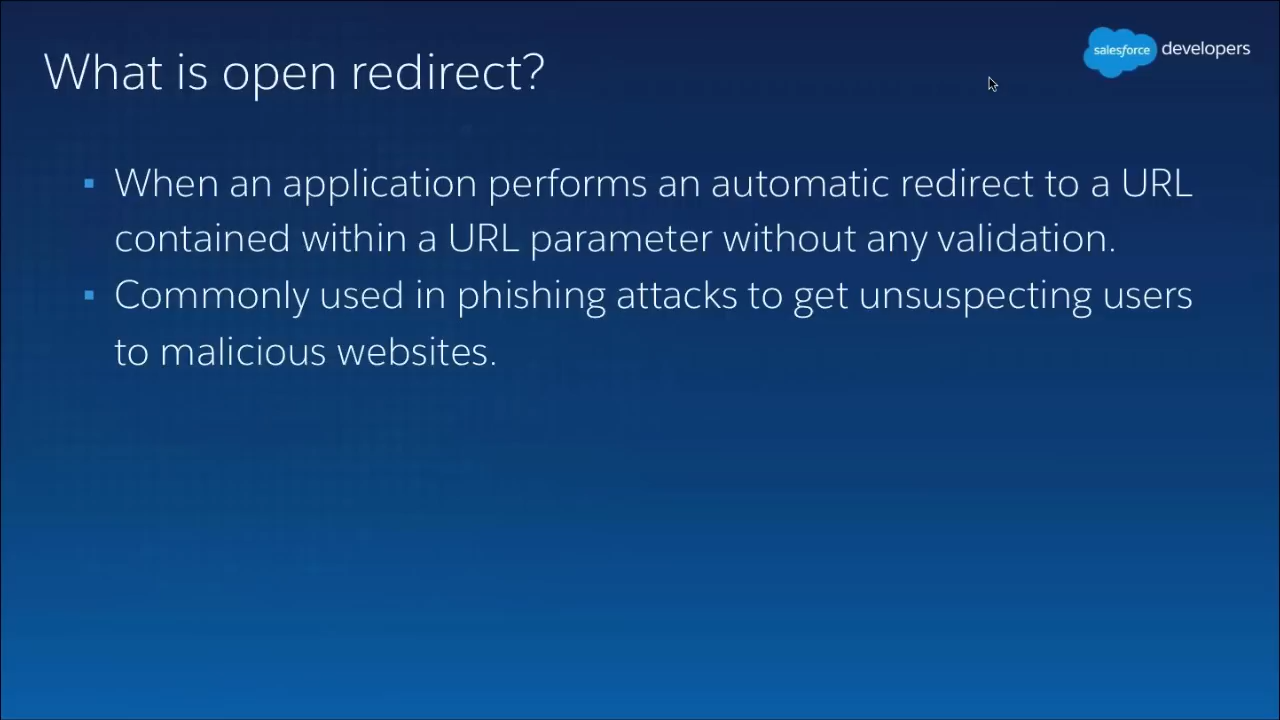 What is open redirect?
salesforce developers
▪ When an application performs an automatic redirect to a URL
contained within a URL parameter without any validation.
▪ Commonly used in phishing attacks to get unsuspecting users
to malicious websites.